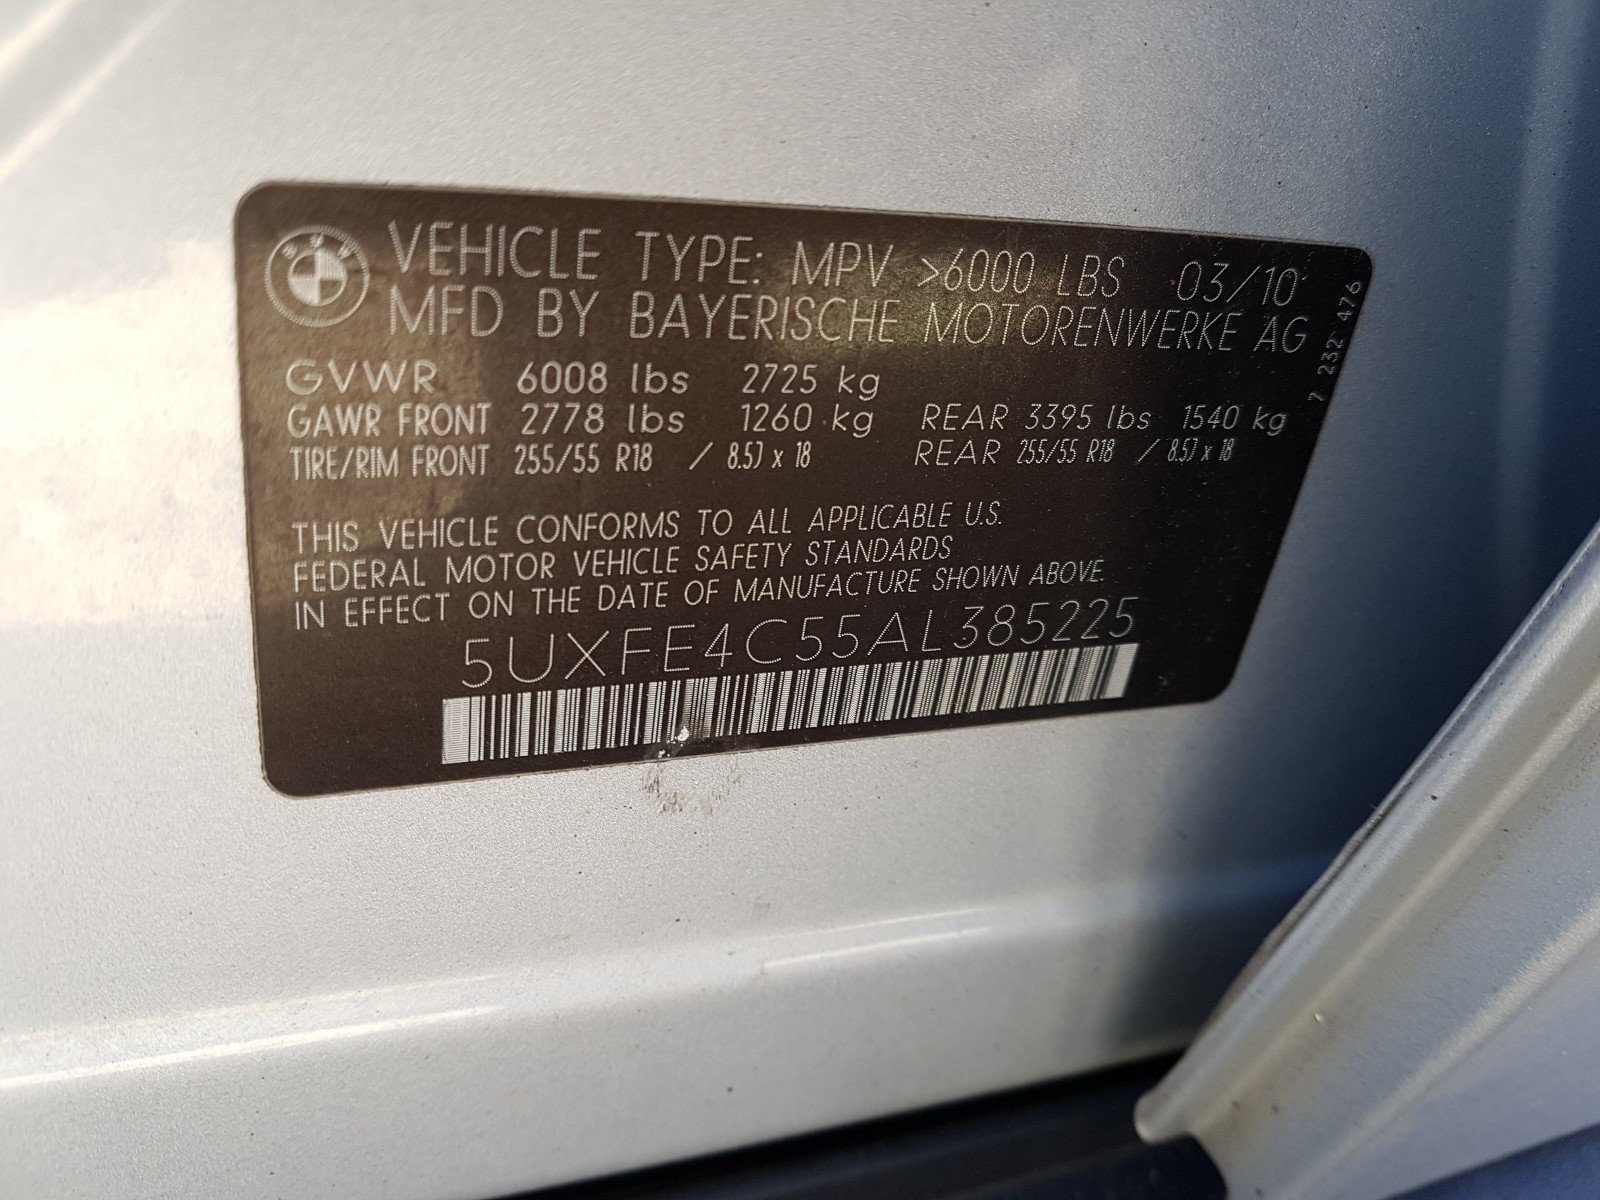 BMW
VEHICLE TYPE: MPV >6000 LBS 03/10
MFD BY BAYERISCHE MOTORENWERKE AG
GVWR 6008 lbs 2725 kg
GAWR FRONT 2778 lbs 1260 kg REAR 3395 lbs 1540 kg
TIRE/RIM FRONT 255/55 R18 / 8.5J x 18 REAR 255/55 R18 / 8.5J x 18
7 232 476
THIS VEHICLE CONFORMS TO ALL APPLICABLE U.S.
FEDERAL MOTOR VEHICLE SAFETY STANDARDS
IN EFFECT ON THE DATE OF MANUFACTURE SHOWN ABOVE.
5UXFE4C55AL385225